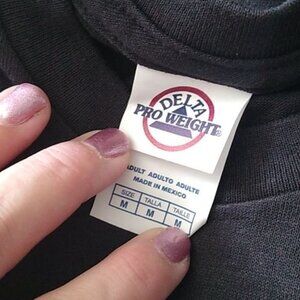 DELTA
PRO WEIGHT
ADULT ADULTO ADULTE
MADE IN MEXICO
SIZE TALLA TAILLE
M M M